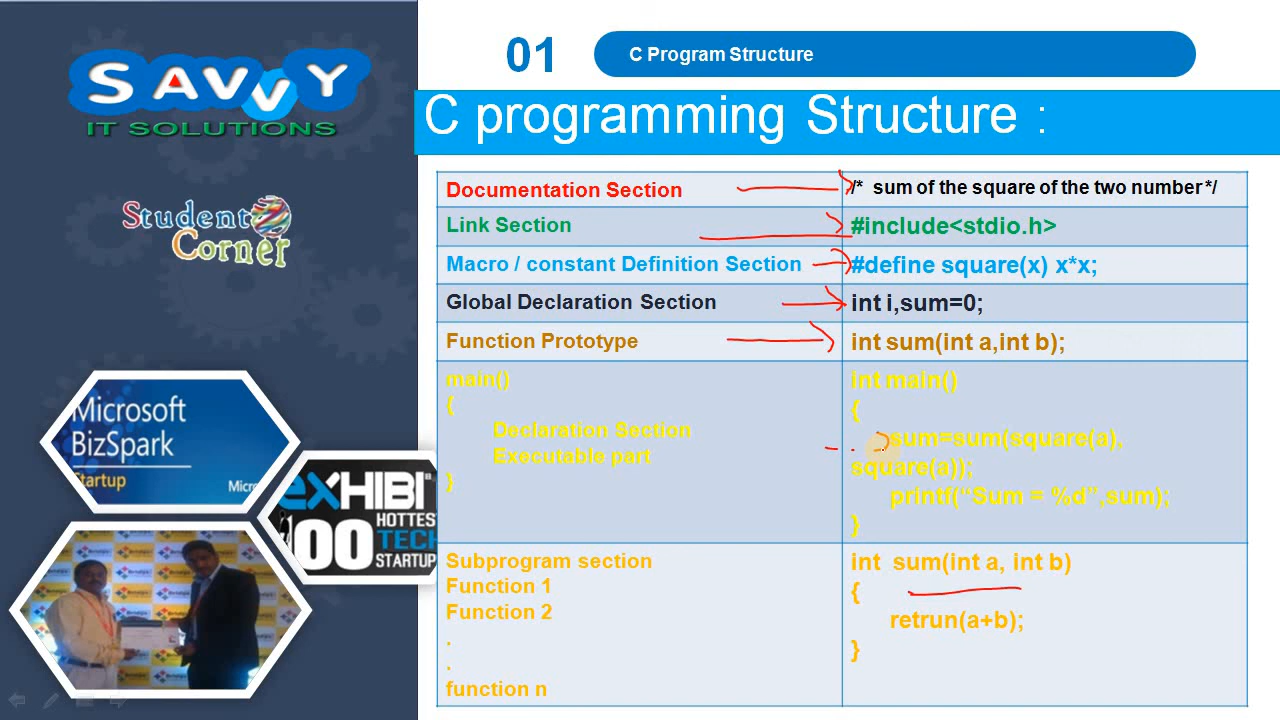 SAVVY
IT SOLUTIONS
Student
Corner
Microsoft
BizSpark
Startup
Micro
eXHIBIT
100
HOTTEST
TECH
STARTUP
01
C Program Structure
C programming Structure :
Documentation Section
/* sum of the square of the two number */
Link Section
#include<stdio.h>
Macro / constant Definition Section
#define square(x) x*x;
Global Declaration Section
int i,sum=0;
Function Prototype
int sum(int a,int b);
main()
{
Declaration Section
Executable part
}
int main()
{
sum=sum(square(a),
square(a));
printf(“Sum = %d”,sum);
}
Subprogram section
Function 1
Function 2
.
.
function n
int sum(int a, int b)
{
retrun(a+b);
}